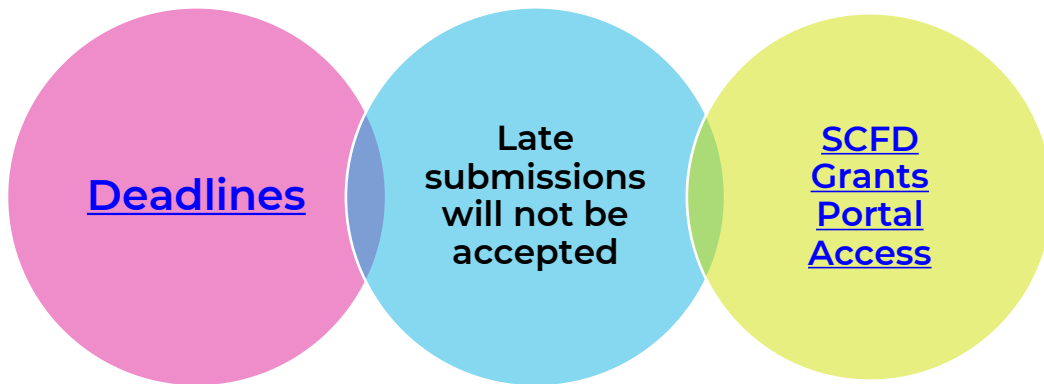 Deadlines
Late
submissions
will not be
accepted
SCFD
Grants
Portal
Access